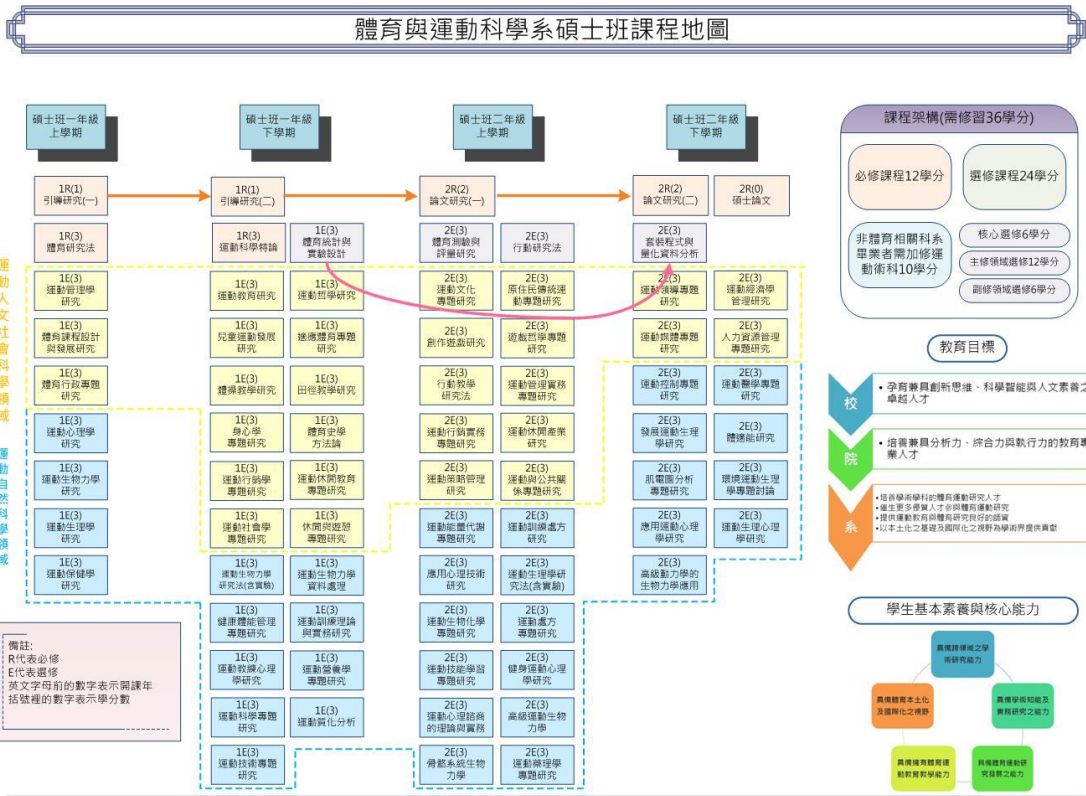 體育與運動科學系碩士班課程地圖
碩士班一年級
上學期
碩士班一年級
下學期
碩士班二年級
上學期
碩士班二年級
下學期
1R(1)
引導研究(一)
1R(1)
引導研究(二)
2R(2)
論文研究(一)
2R(2)
論文研究(二)
2R(0)
碩士論文
1R(3)
體育研究法
1R(3)
運動科學特論
1E(3)
體育統計與
實驗設計
2E(3)
體育測驗與
評量研究
2E(3)
行動研究法
2E(3)
套裝程式與
量化資料分析
運動人文社會科學領域
運動自然科學領域
1E(3)
運動管理學
研究
1E(3)
體育課程設計
與發展研究
1E(3)
體育行政專題
研究
1E(3)
運動心理學
研究
1E(3)
運動生物力學
研究
1E(3)
運動生理學
研究
1E(3)
運動保健學
研究
1E(3)
運動教育研究
1E(3)
運動哲學研究
1E(3)
兒童運動發展
研究
1E(3)
適應體育專題
研究
1E(3)
體操教學研究
1E(3)
田徑教學研究
1E(3)
身心學
專題研究
1E(3)
體育史學
方法論
1E(3)
運動行銷學
專題研究
1E(3)
運動休閒教育
專題研究
1E(3)
運動社會學
專題研究
1E(3)
休閒與遊憩
專題研究
1E(3)
運動生物力學
研究法(含實驗)
1E(3)
運動生物力學
資料處理
1E(3)
健康體能管理
專題研究
1E(3)
運動訓練理論
與實務研究
1E(3)
運動教練心理
學研究
1E(3)
運動營養學
專題研究
1E(3)
運動科學專題
研究
1E(3)
運動質化分析
1E(3)
運動技術專題
研究
2E(3)
運動文化
專題研究
2E(3)
原住民傳統運
動專題研究
2E(3)
創作遊戲研究
2E(3)
遊戲哲學專題
研究
2E(3)
行動教學
研究法
2E(3)
運動管理實務
專題研究
2E(3)
運動行銷實務
專題研究
2E(3)
運動休閒產業
研究
2E(3)
運動策略管理
研究
2E(3)
運動與公共關
係專題研究
2E(3)
運動能量代謝
專題研究
2E(3)
運動訓練處方
研究
2E(3)
應用心理技術
研究
2E(3)
運動生理學研
究法(含實驗)
2E(3)
運動生物化學
專題研究
2E(3)
運動處方
專題研究
2E(3)
運動技能學習
專題研究
2E(3)
健身運動心理
學研究
2E(3)
運動心理諮商
的理論與實務
2E(3)
高級運動生物
力學
2E(3)
骨骼系統生物
力學
2E(3)
運動藥理學
專題研究
2E(3)
運動領導專題
研究
2E(3)
運動經濟學
管理研究
2E(3)
運動媒體專題
研究
2E(3)
人力資源管理
專題研究
2E(3)
運動控制專題
研究
2E(3)
運動醫學專題
研究
2E(3)
發展運動生理
學研究
2E(3)
體適能研究
2E(3)
肌電圖分析
專題研究
2E(3)
環境運動生理
學專題討論
2E(3)
應用運動心理
學研究
2E(3)
運動生理心理
學研究
2E(3)
高級動力學的
生物力學應用
備註:
R代表必修
E代表選修
英文字母前的數字表示開課年
括號裡的數字表示學分數
課程架構(需修習36學分)
必修課程12學分
選修課程24學分
非體育相關科系
畢業者需加修運
動術科10學分
核心選修6學分
主修領域選修12學分
副修領域選修6學分
教育目標
校
• 孕育兼具創新思維、科學智能與人文素養之
卓越人才
院
• 培養兼具分析力、綜合力與執行力的教育專
業人才
系
•培養學術學科的體育運動研究人才
•催生更多優質人才參與體育運動研究
•提供運動教育與體育研究良好的師資
•以本土化之基礎及國際化之視野為學術界提供貢獻
學生基本素養與核心能力
具備跨領域之學
術研究能力
具備體育本土化
及國際化之視野
具備學術知能及
實務研究之能力
具備擁有體育運
動教育教學能力
具備體育運動研
究發展之能力